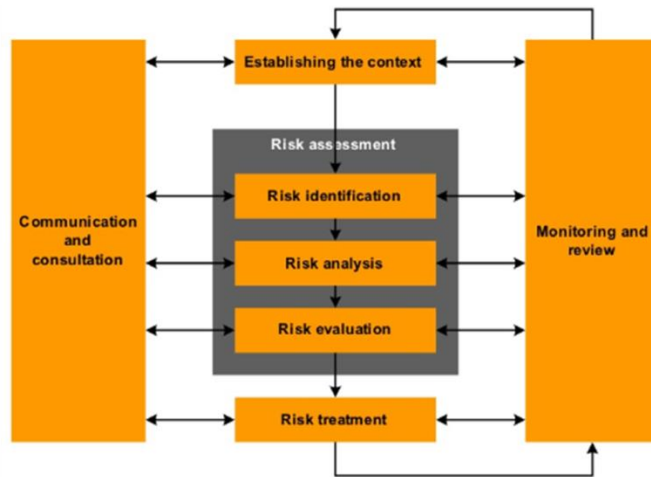 Establishing the context
Risk assessment
Risk identification
Communication
and
consultation
Monitoring and
review
Risk analysis
Risk evaluation
Risk treatment